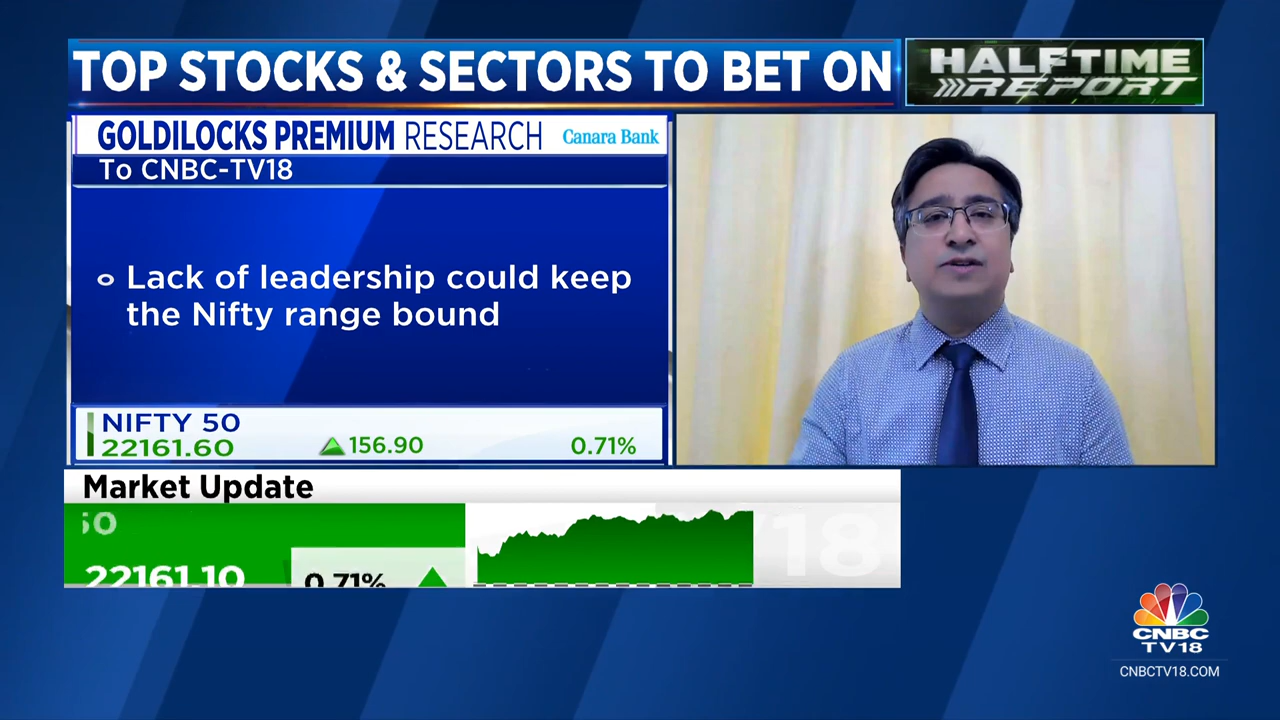 TOP STOCKS & SECTORS TO BET ON
HALFTIME
REPORT
GOLDILOCKS PREMIUM RESEARCH
Canara Bank
To CNBC-TV18
Lack of leadership could keep
the Nifty range bound
NIFTY 50
22161.60 156.90 0.71%
Market Update
50
22161.10 0.71%
18
CNBC
TV18
CNBCTV18.COM